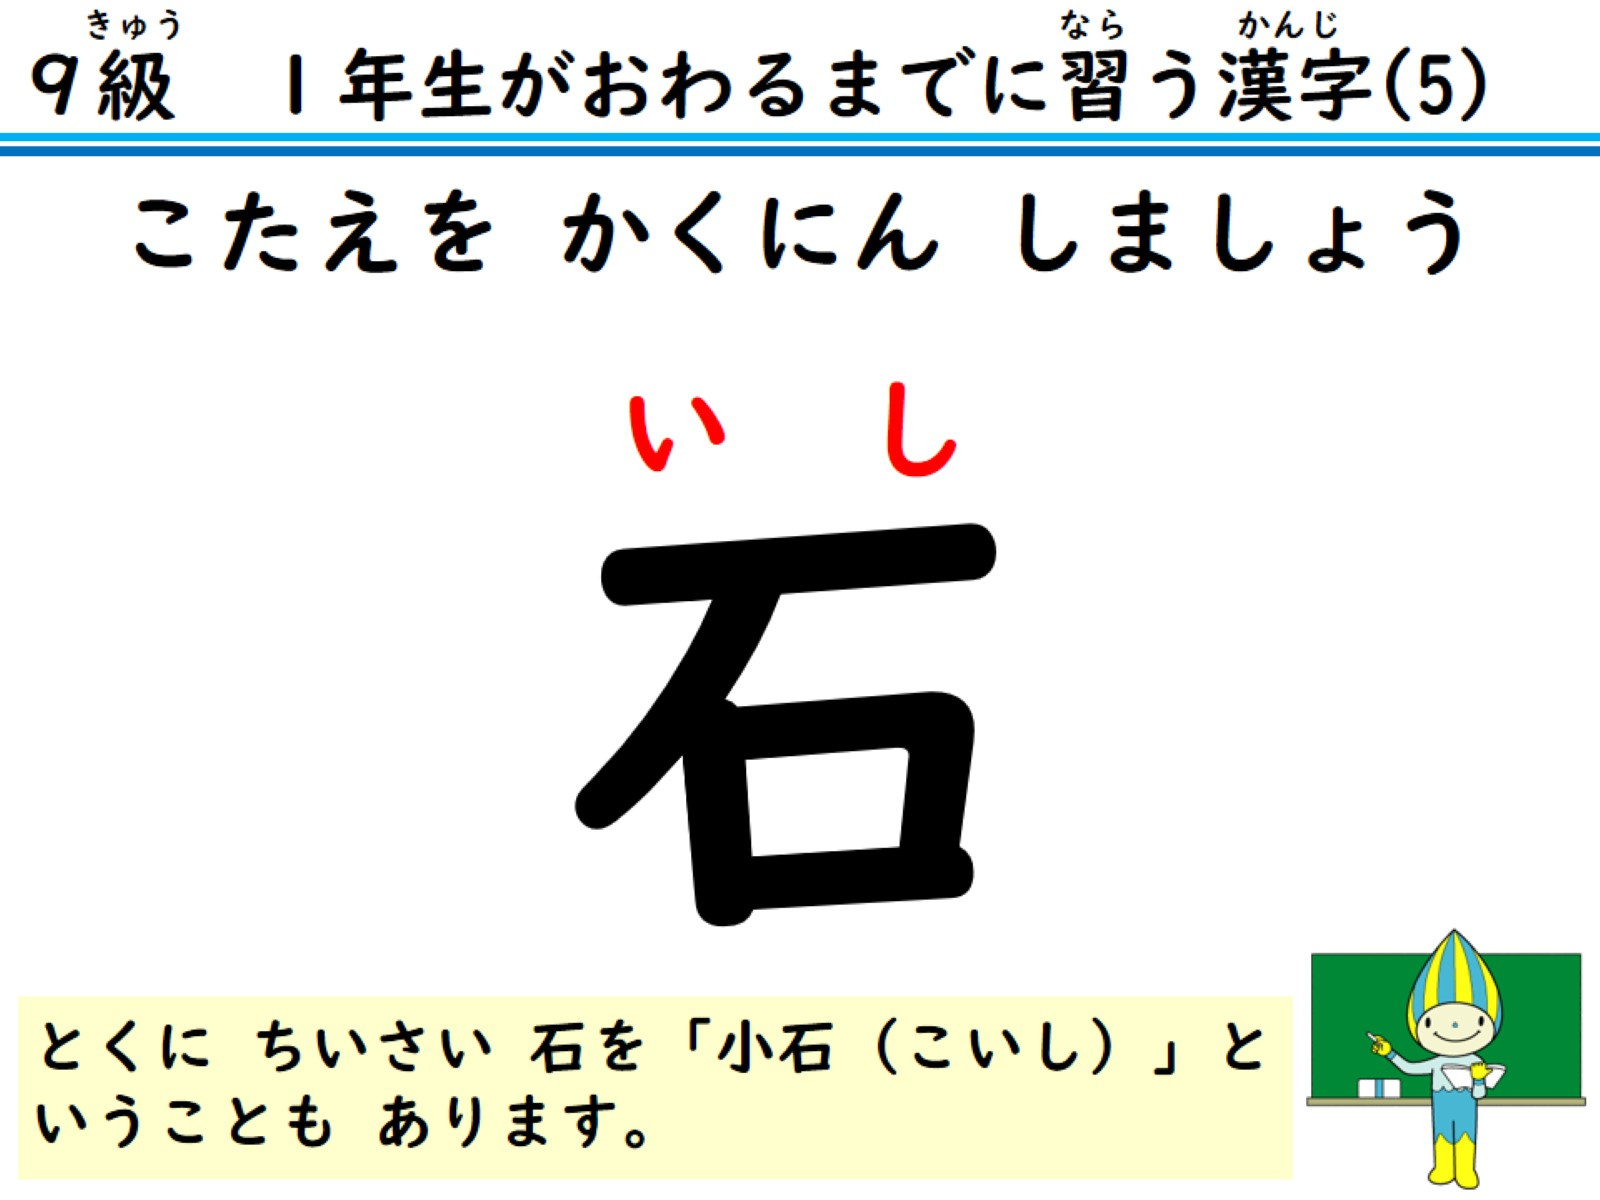 きゅう なら かんじ
9級 1年生がおわるまでに習う漢字(5)
こたえを かくにん しましょう
いし
石
とくに ちいさい 石を「小石（こいし）」と
いうことも あります。